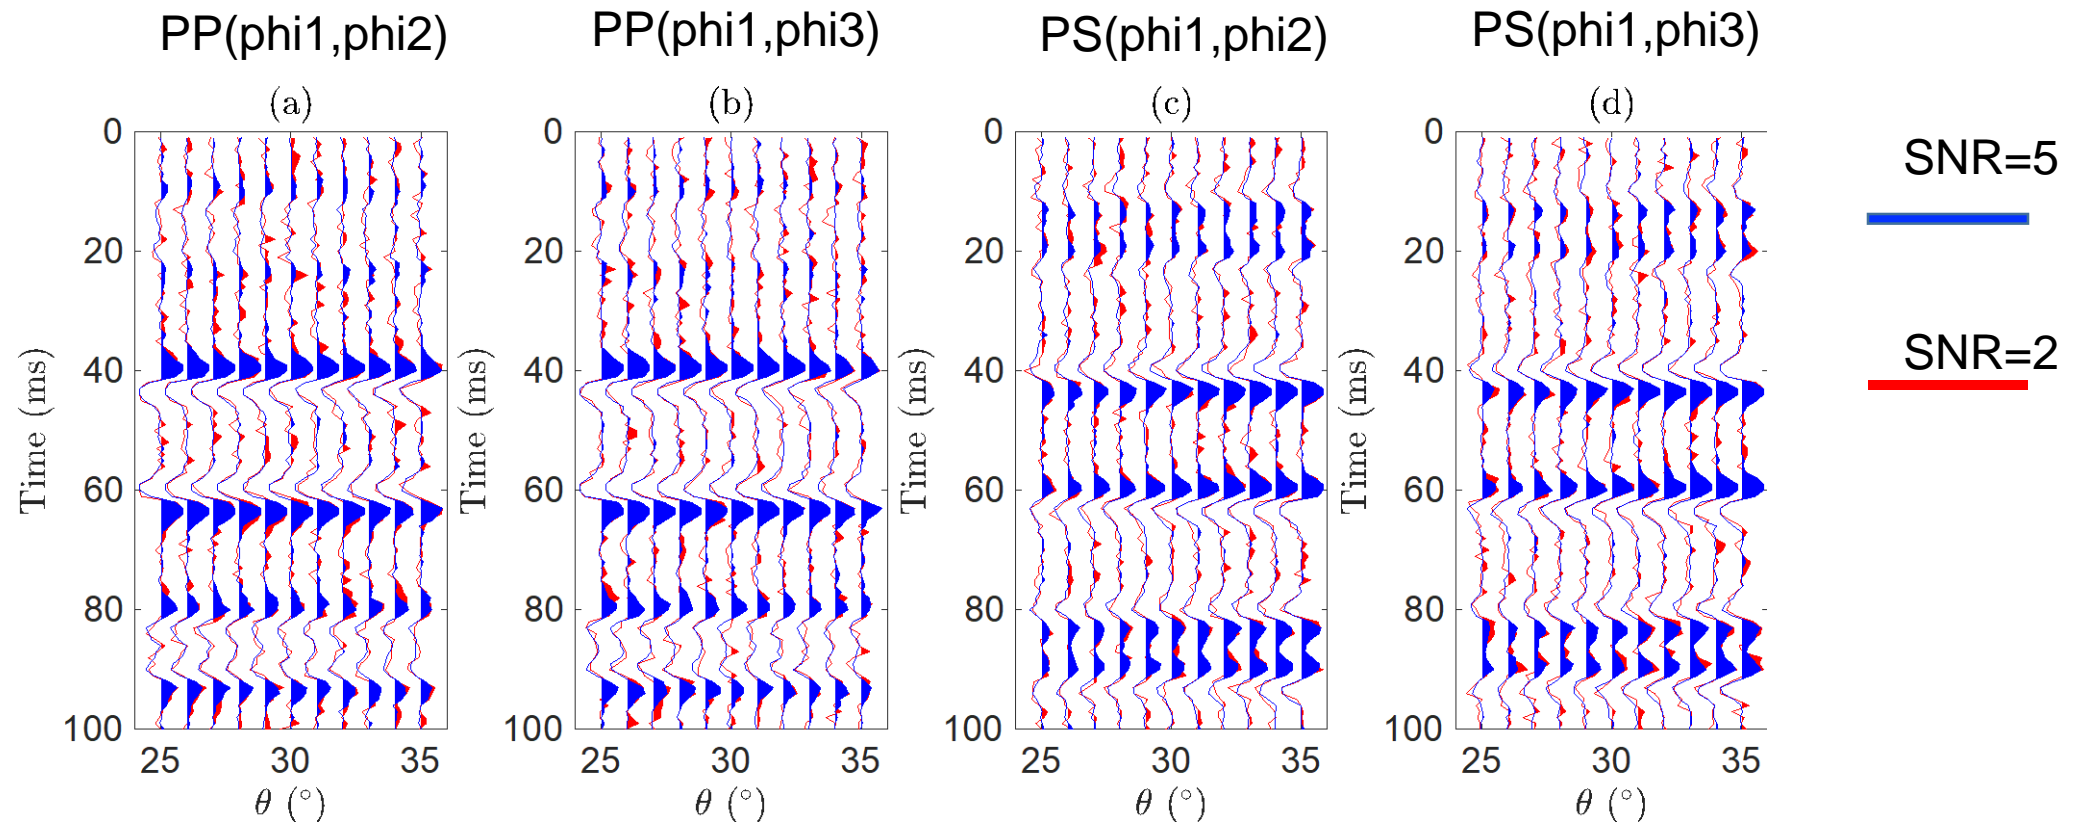 PP(phi1,phi2)
PP(phi1,phi3)
PS(phi1,phi2)
PS(phi1,phi3)
(a)
(b)
(c)
(d)
0
20
40
60
80
100
Time (ms)
25
30
35
θ (°)
0
20
40
60
80
100
Time (ms)
25
30
35
θ (°)
0
20
40
60
80
100
Time (ms)
25
30
35
θ (°)
0
20
40
60
80
100
Time (ms)
25
30
35
θ (°)
SNR=5
SNR=2